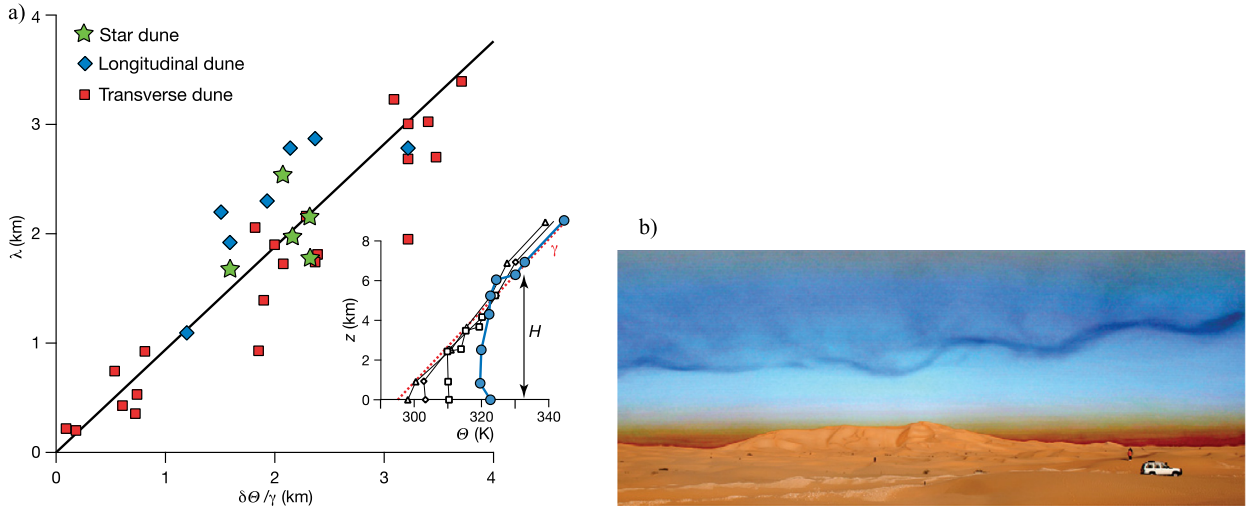 a)
4
3
2
1
0
λ (km)
Star dune
Longitudinal dune
Transverse dune
0 1 2 3 4
δΘ/γ (km)
8
6
4
2
0
z (km)
γ
H
300 320 340
Θ (K)
b)